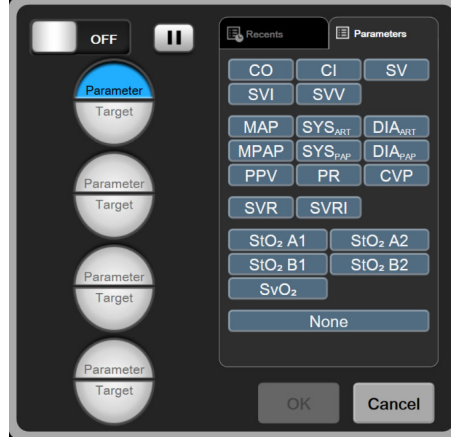 OFF
Recents
Parameters
Parameter
Target
Parameter
Target
Parameter
Target
Parameter
Target
CO CI SV
SVI SVV
MAP SYSART DIAART
MPAP SYSPAP DIAPAP
PPV PR CVP
SVR SVRI
StO₂ A1 StO₂ A2
StO₂ B1 StO₂ B2
SvO₂
None
OK Cancel